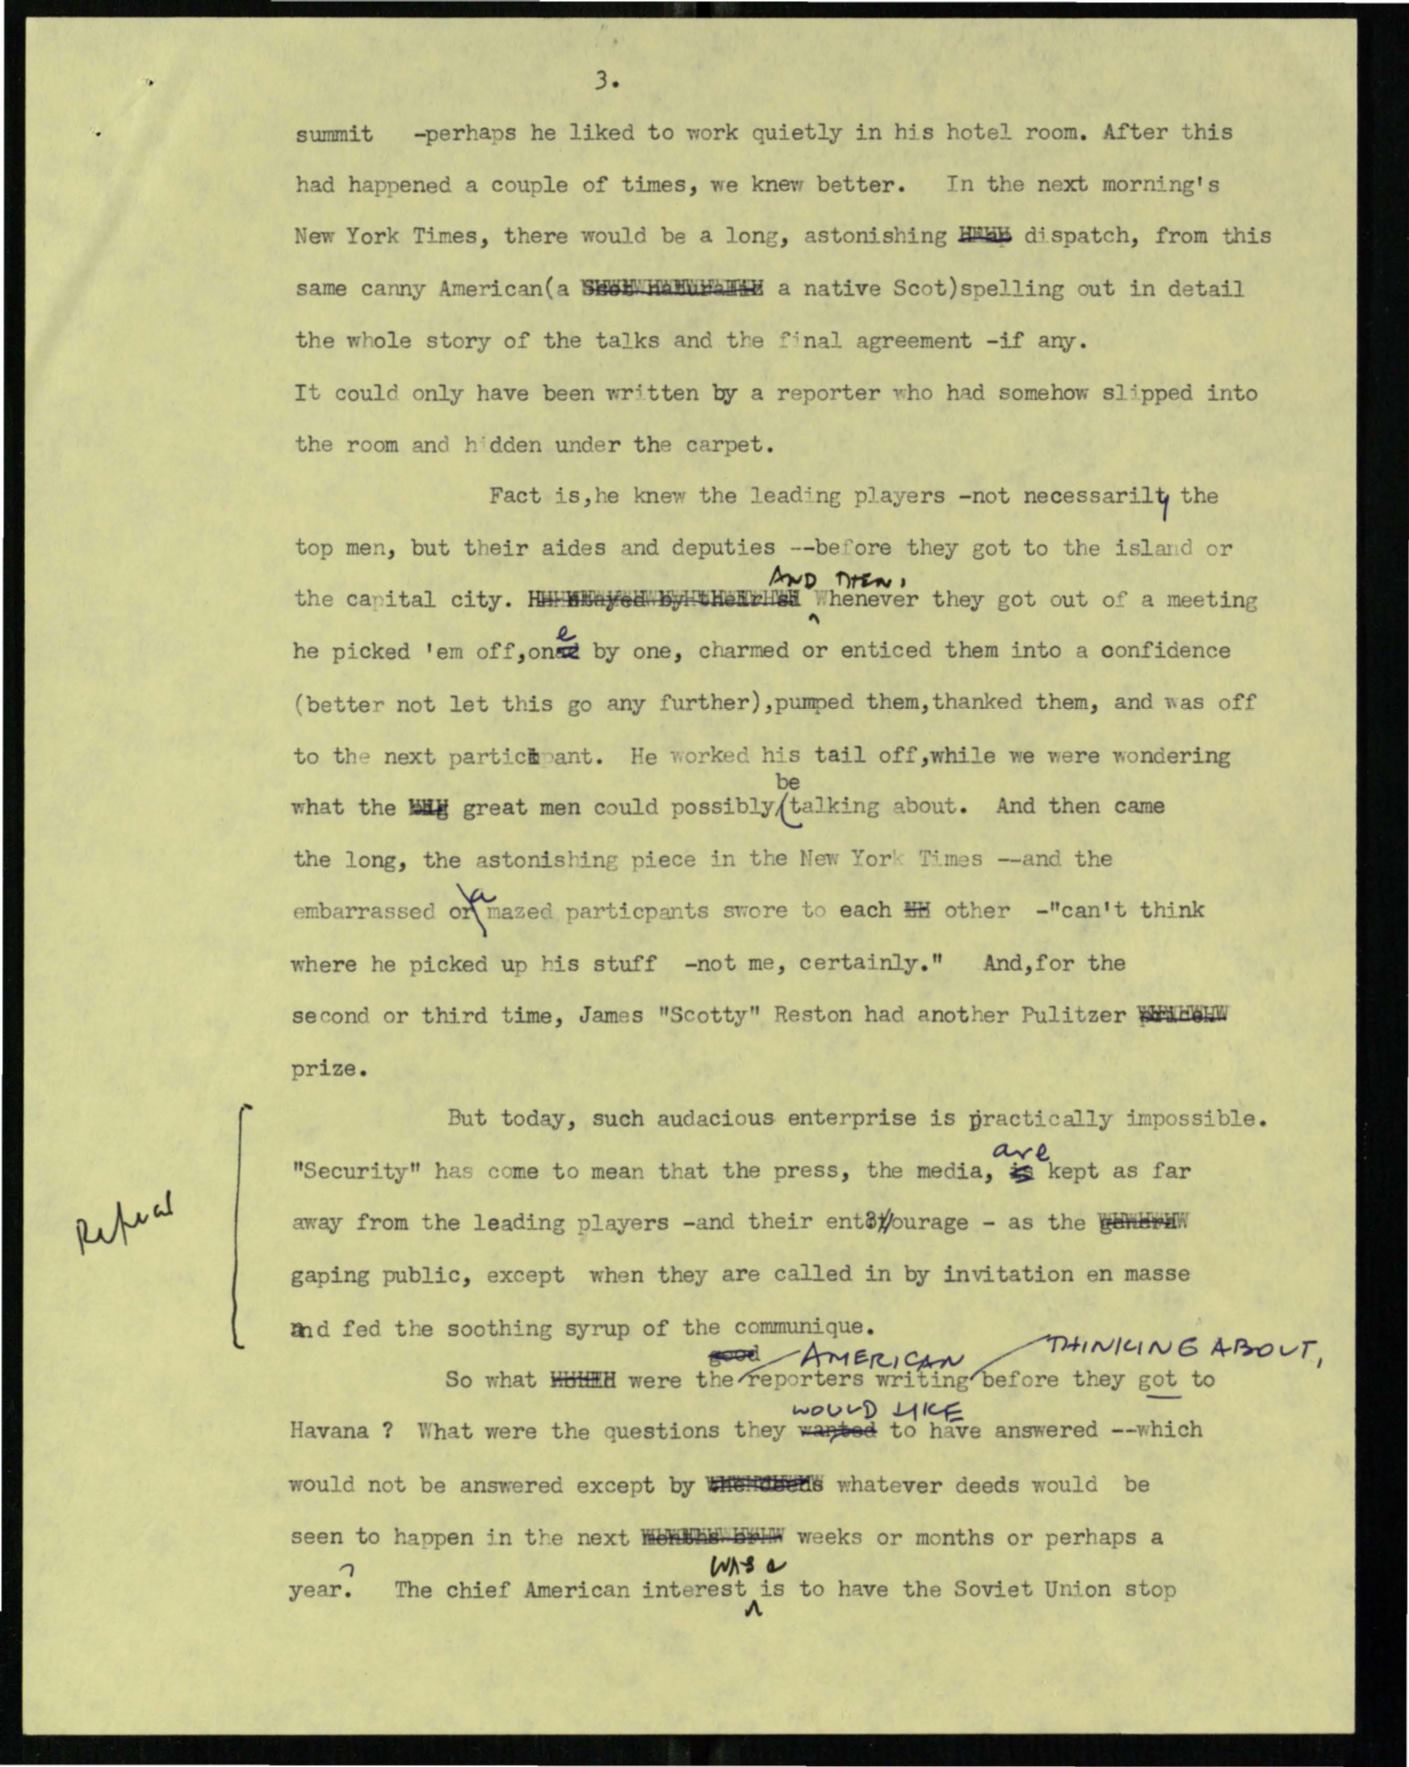 3.
summit -perhaps he liked to work quietly in his hotel room. After this
had happened a couple of times, we knew better. In the next morning's
New York Times, there would be a long, astonishing dispatch, from this
same canny American(a a native Scot)spelling out in detail
the whole story of the talks and the final agreement -if any.
It could only have been written by a reporter who had somehow slipped into
the room and hidden under the carpet.
Fact is,he knew the leading players -not necessarilty the
top men, but their aides and deputies --before they got to the island or
AND THEN,
the capital city. Whenever they got out of a meeting
he picked 'em off,one by one, charmed or enticed them into a confidence
(better not let this go any further),pumped them,thanked them, and was off
to the next particpant. He worked his tail off,while we were wondering
be
what the great men could possibly talking about. And then came
the long, the astonishing piece in the New York Times --and the
embarrassed or amazed particpants swore to each other -"can't think
where he picked up his stuff -not me, certainly." And,for the
second or third time, James "Scotty" Reston had another Pulitzer
prize.
But today, such audacious enterprise is practically impossible.
are
"Security" has come to mean that the press, the media, is kept as far
away from the leading players -and their entourage - as the
Repeat
gaping public, except when they are called in by invitation en masse
and fed the soothing syrup of the communique.
good AMERICAN THINKING ABOUT,
So what were the reporters writing before they got to
WOULD LIKE
Havana ? What were the questions they wanted to have answered --which
would not be answered except by the deeds whatever deeds would be
seen to happen in the next weeks or months or perhaps a
WAS &
year.? The chief American interest is to have the Soviet Union stop